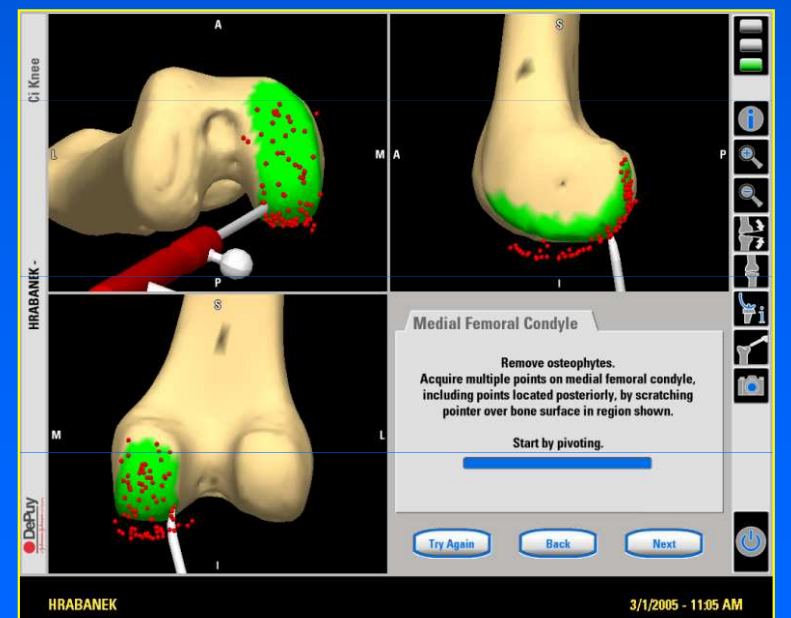 Ci Knee
HRABANEK -
DePuy
A
L
M
P
S
A
P
I
S
M
L
I
Medial Femoral Condyle
Remove osteophytes.
Acquire multiple points on medial femoral condyle,
including points located posteriorly, by scratching
pointer over bone surface in region shown.
Start by pivoting.
Try Again
Back
Next
i
i
HRABANEK
3/1/2005 - 11:05 AM